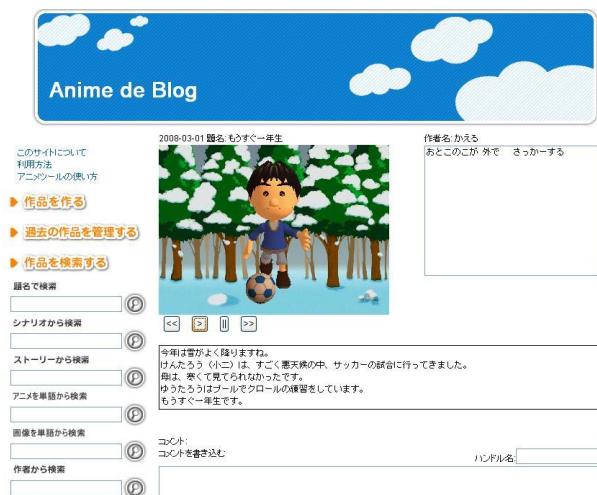 Anime de Blog
このサイトについて
利用方法
アニメツールの使い方
作品を作る
過去の作品を管理する
作品を検索する
題名で検索
シナリオから検索
ストーリーから検索
アニメを単語から検索
画像を単語から検索
作者から検索
2008-03-01 題名:もうすぐ一年生
<< > || >>
今年は雪がよく降りますね。
けんたろう（小二）は、すごく悪天候の中、サッカーの試合に行ってきました。
母は、寒くて見てられなかったです。
ゆうたろうはプールでクロールの練習をしています。
もうすぐ一年生です。
コメント:
コメントを書き込む
ハンドル名:
作者名:かえる
おとこのこが 外で さっかーする